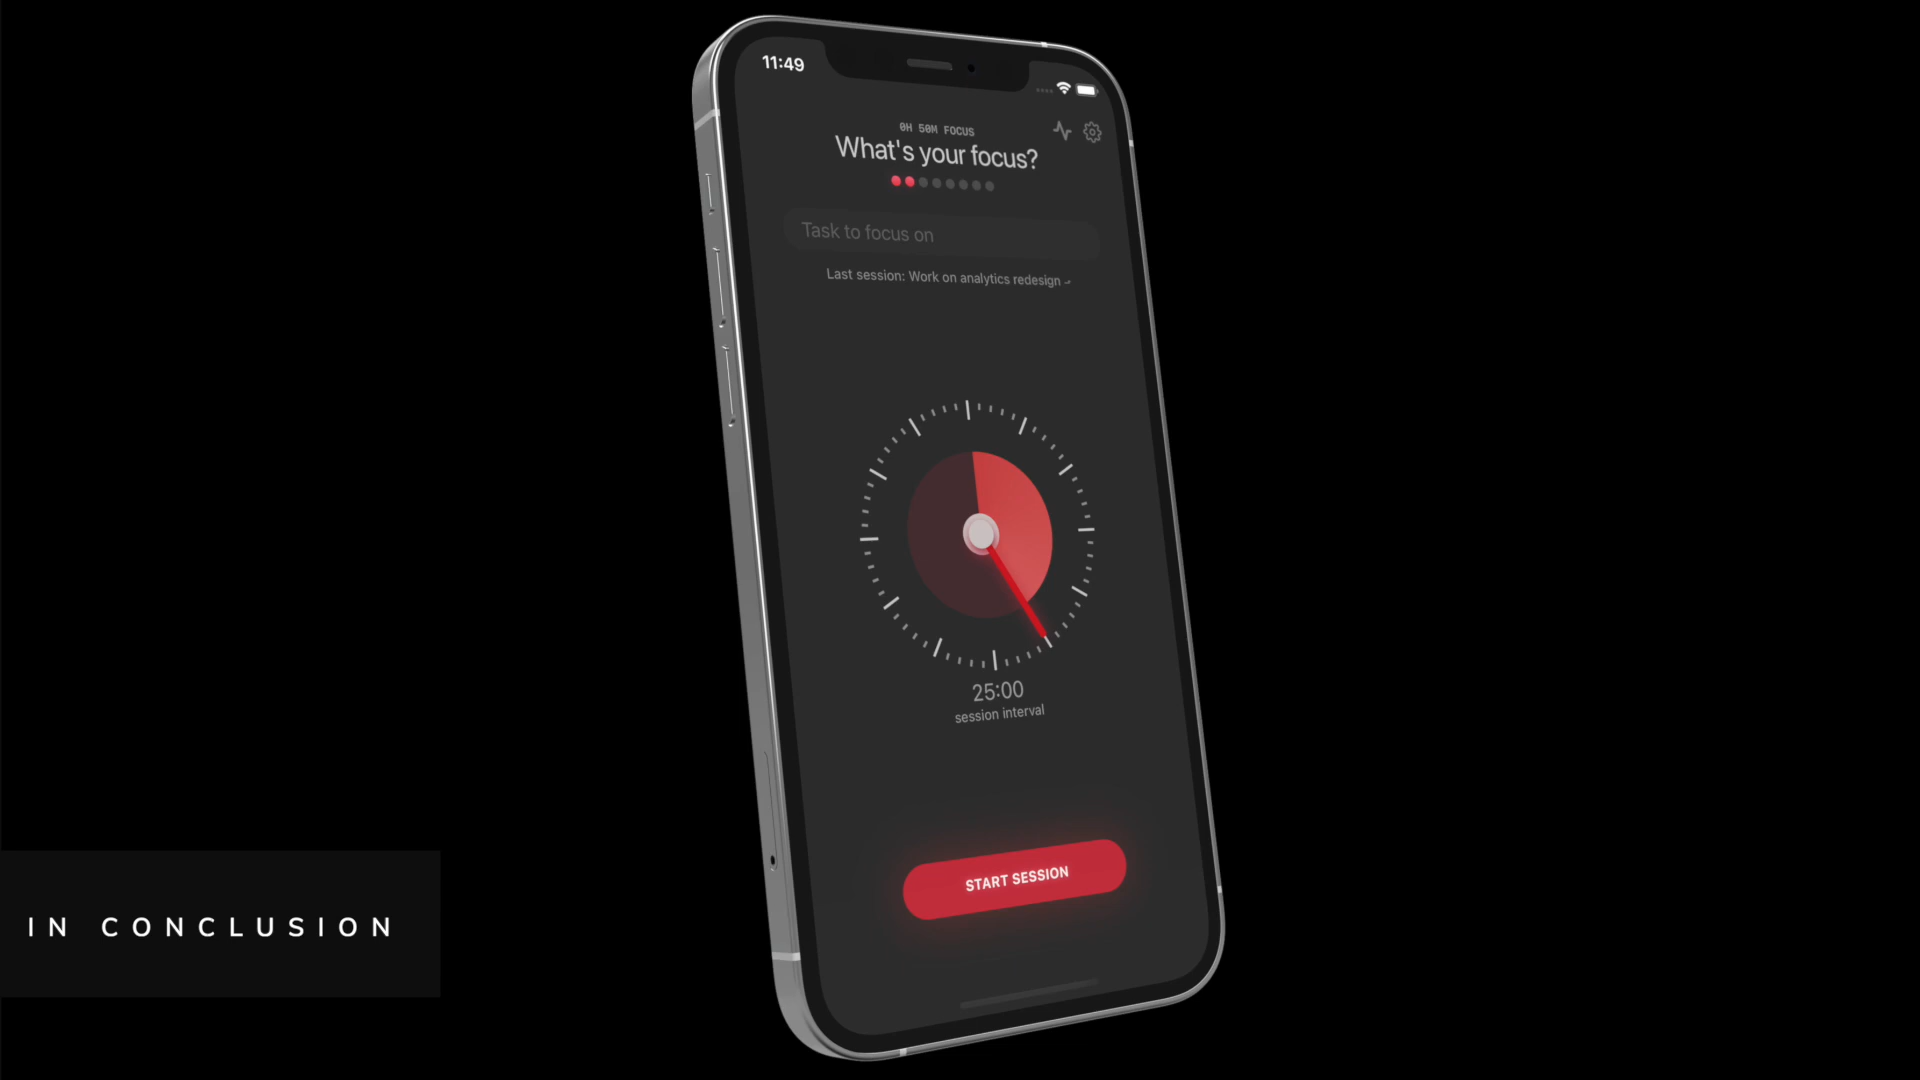 11:49
0H 50M FOCUS
What's your focus?
Task to focus on
Last session: Work on analytics redesign
25:00
session interval
START SESSION
IN CONCLUSION